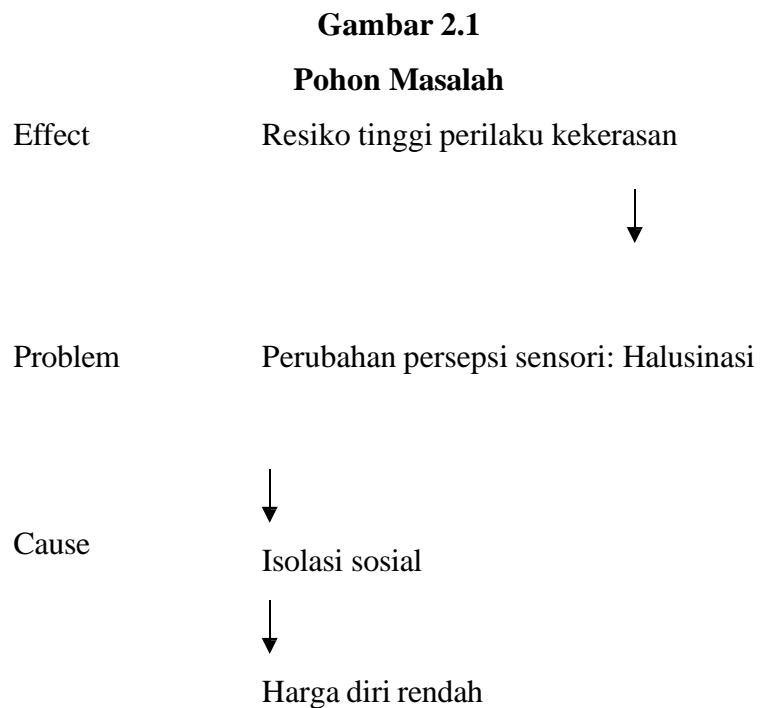 Gambar 2.1
Pohon Masalah
Effect Resiko tinggi perilaku kekerasan
Problem Perubahan persepsi sensori: Halusinasi
Cause
Isolasi sosial
Harga diri rendah